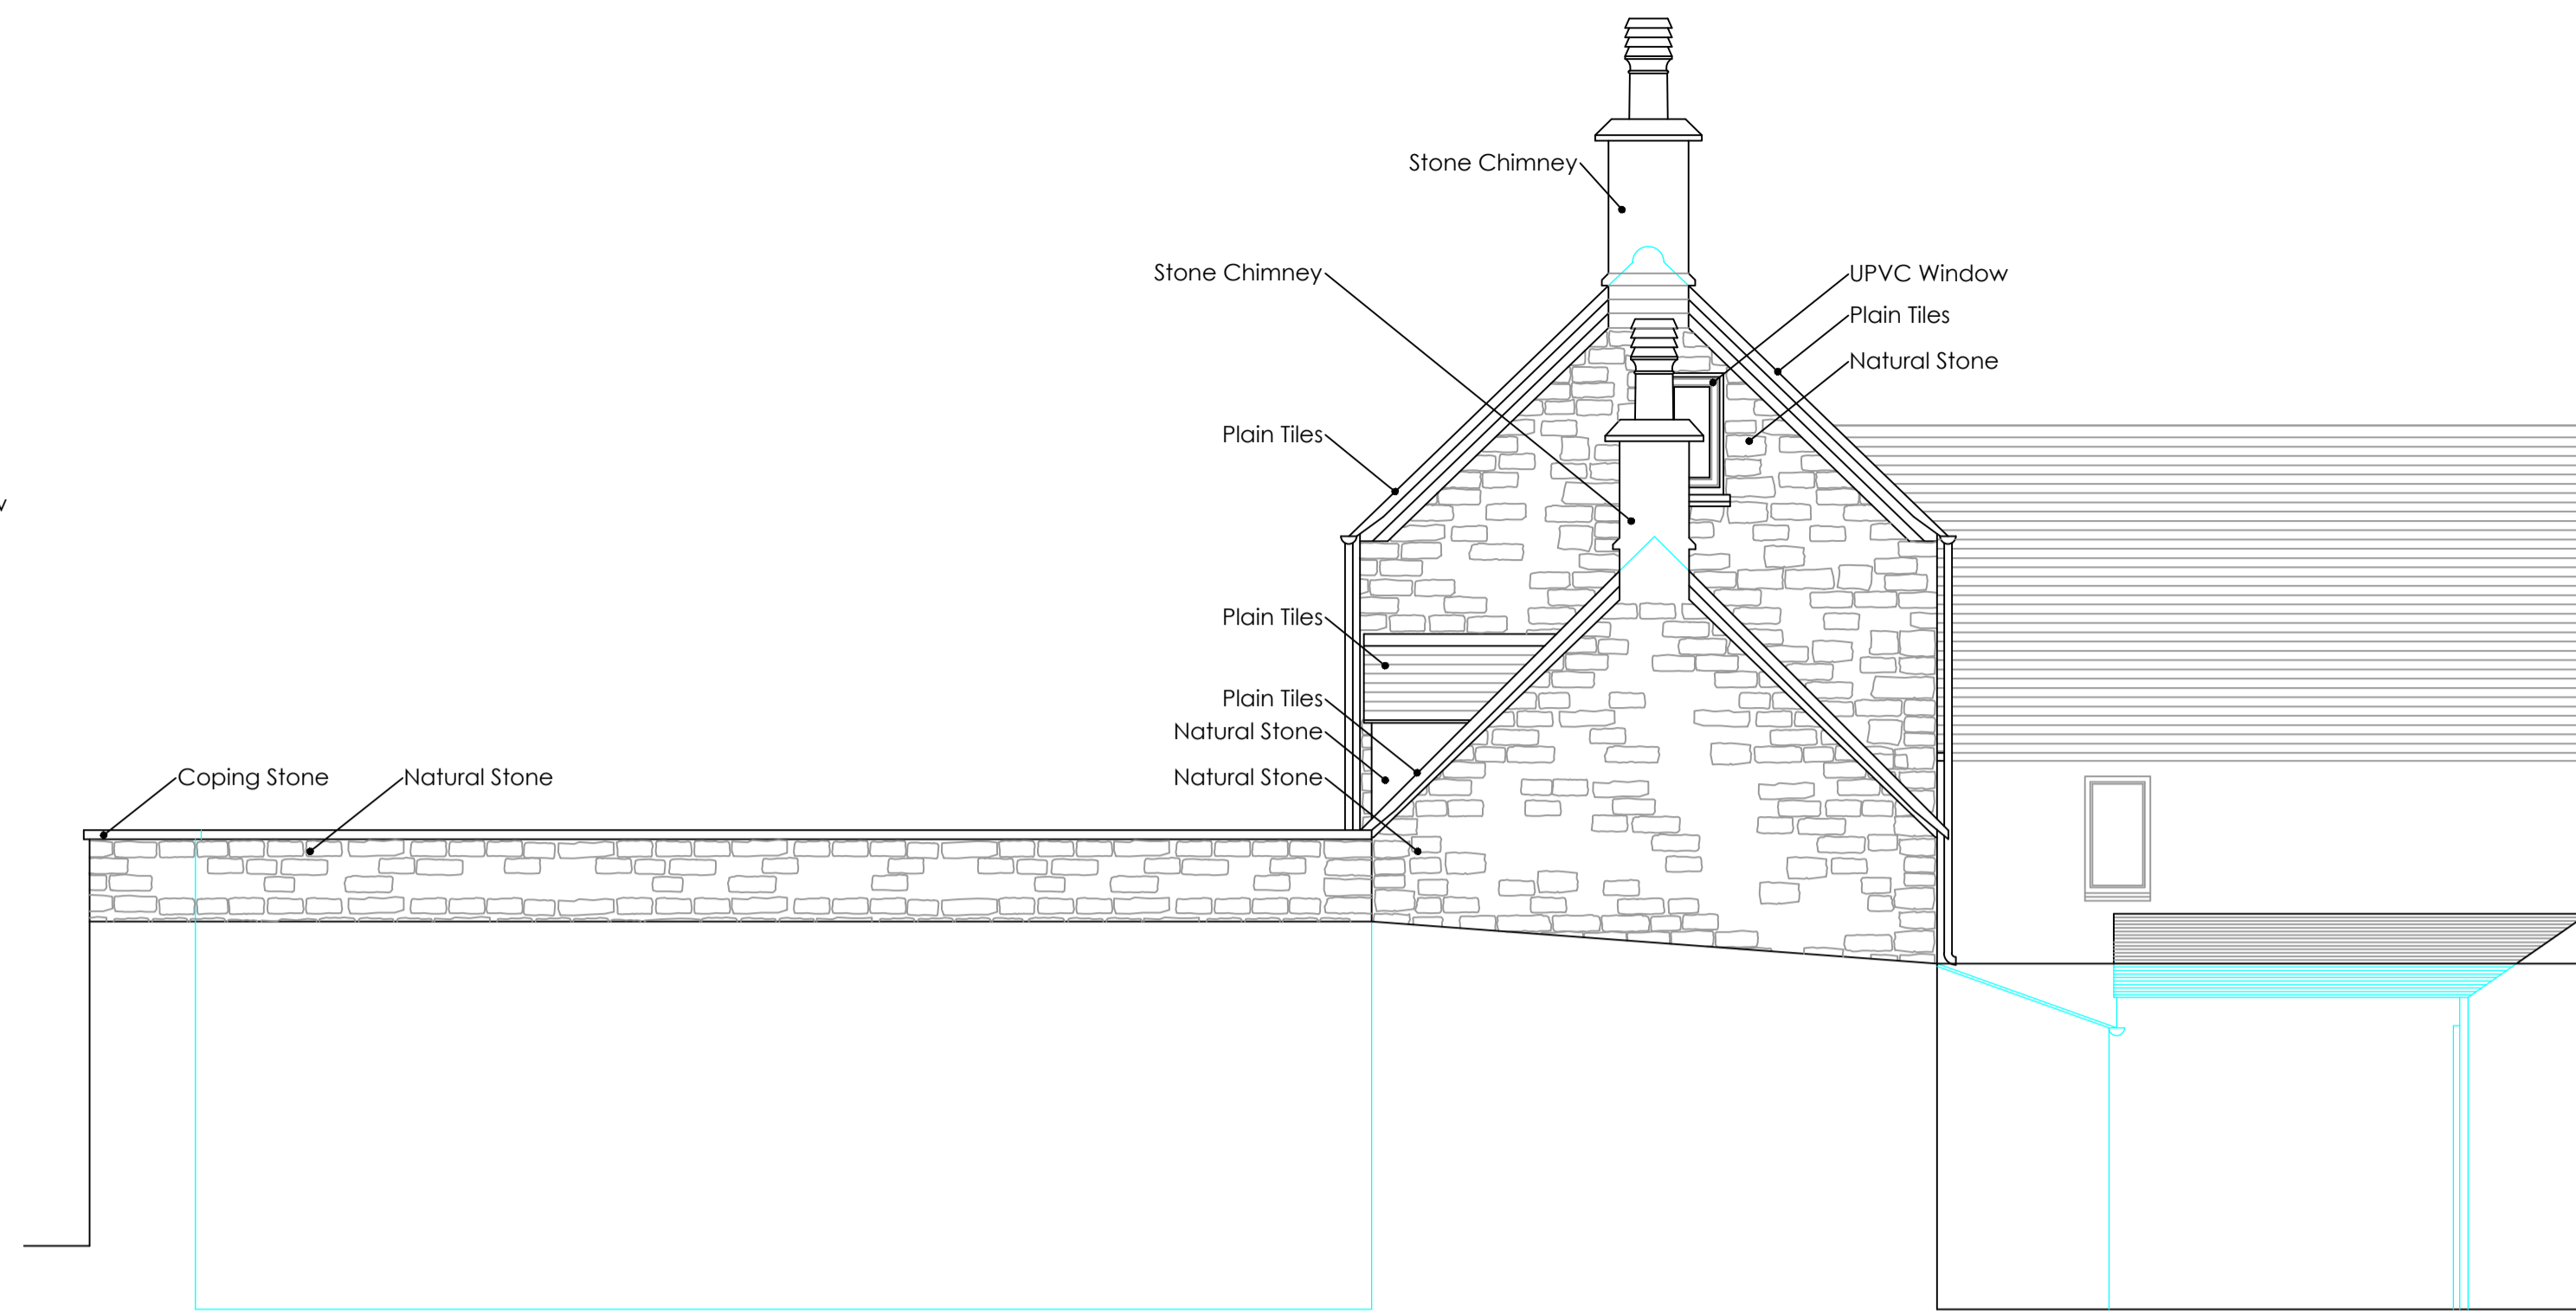 Stone Chimney
Stone Chimney
UPVC Window
Plain Tiles
Natural Stone
Plain Tiles
Plain Tiles
Plain Tiles
Natural Stone
Coping Stone
Natural Stone
Natural Stone